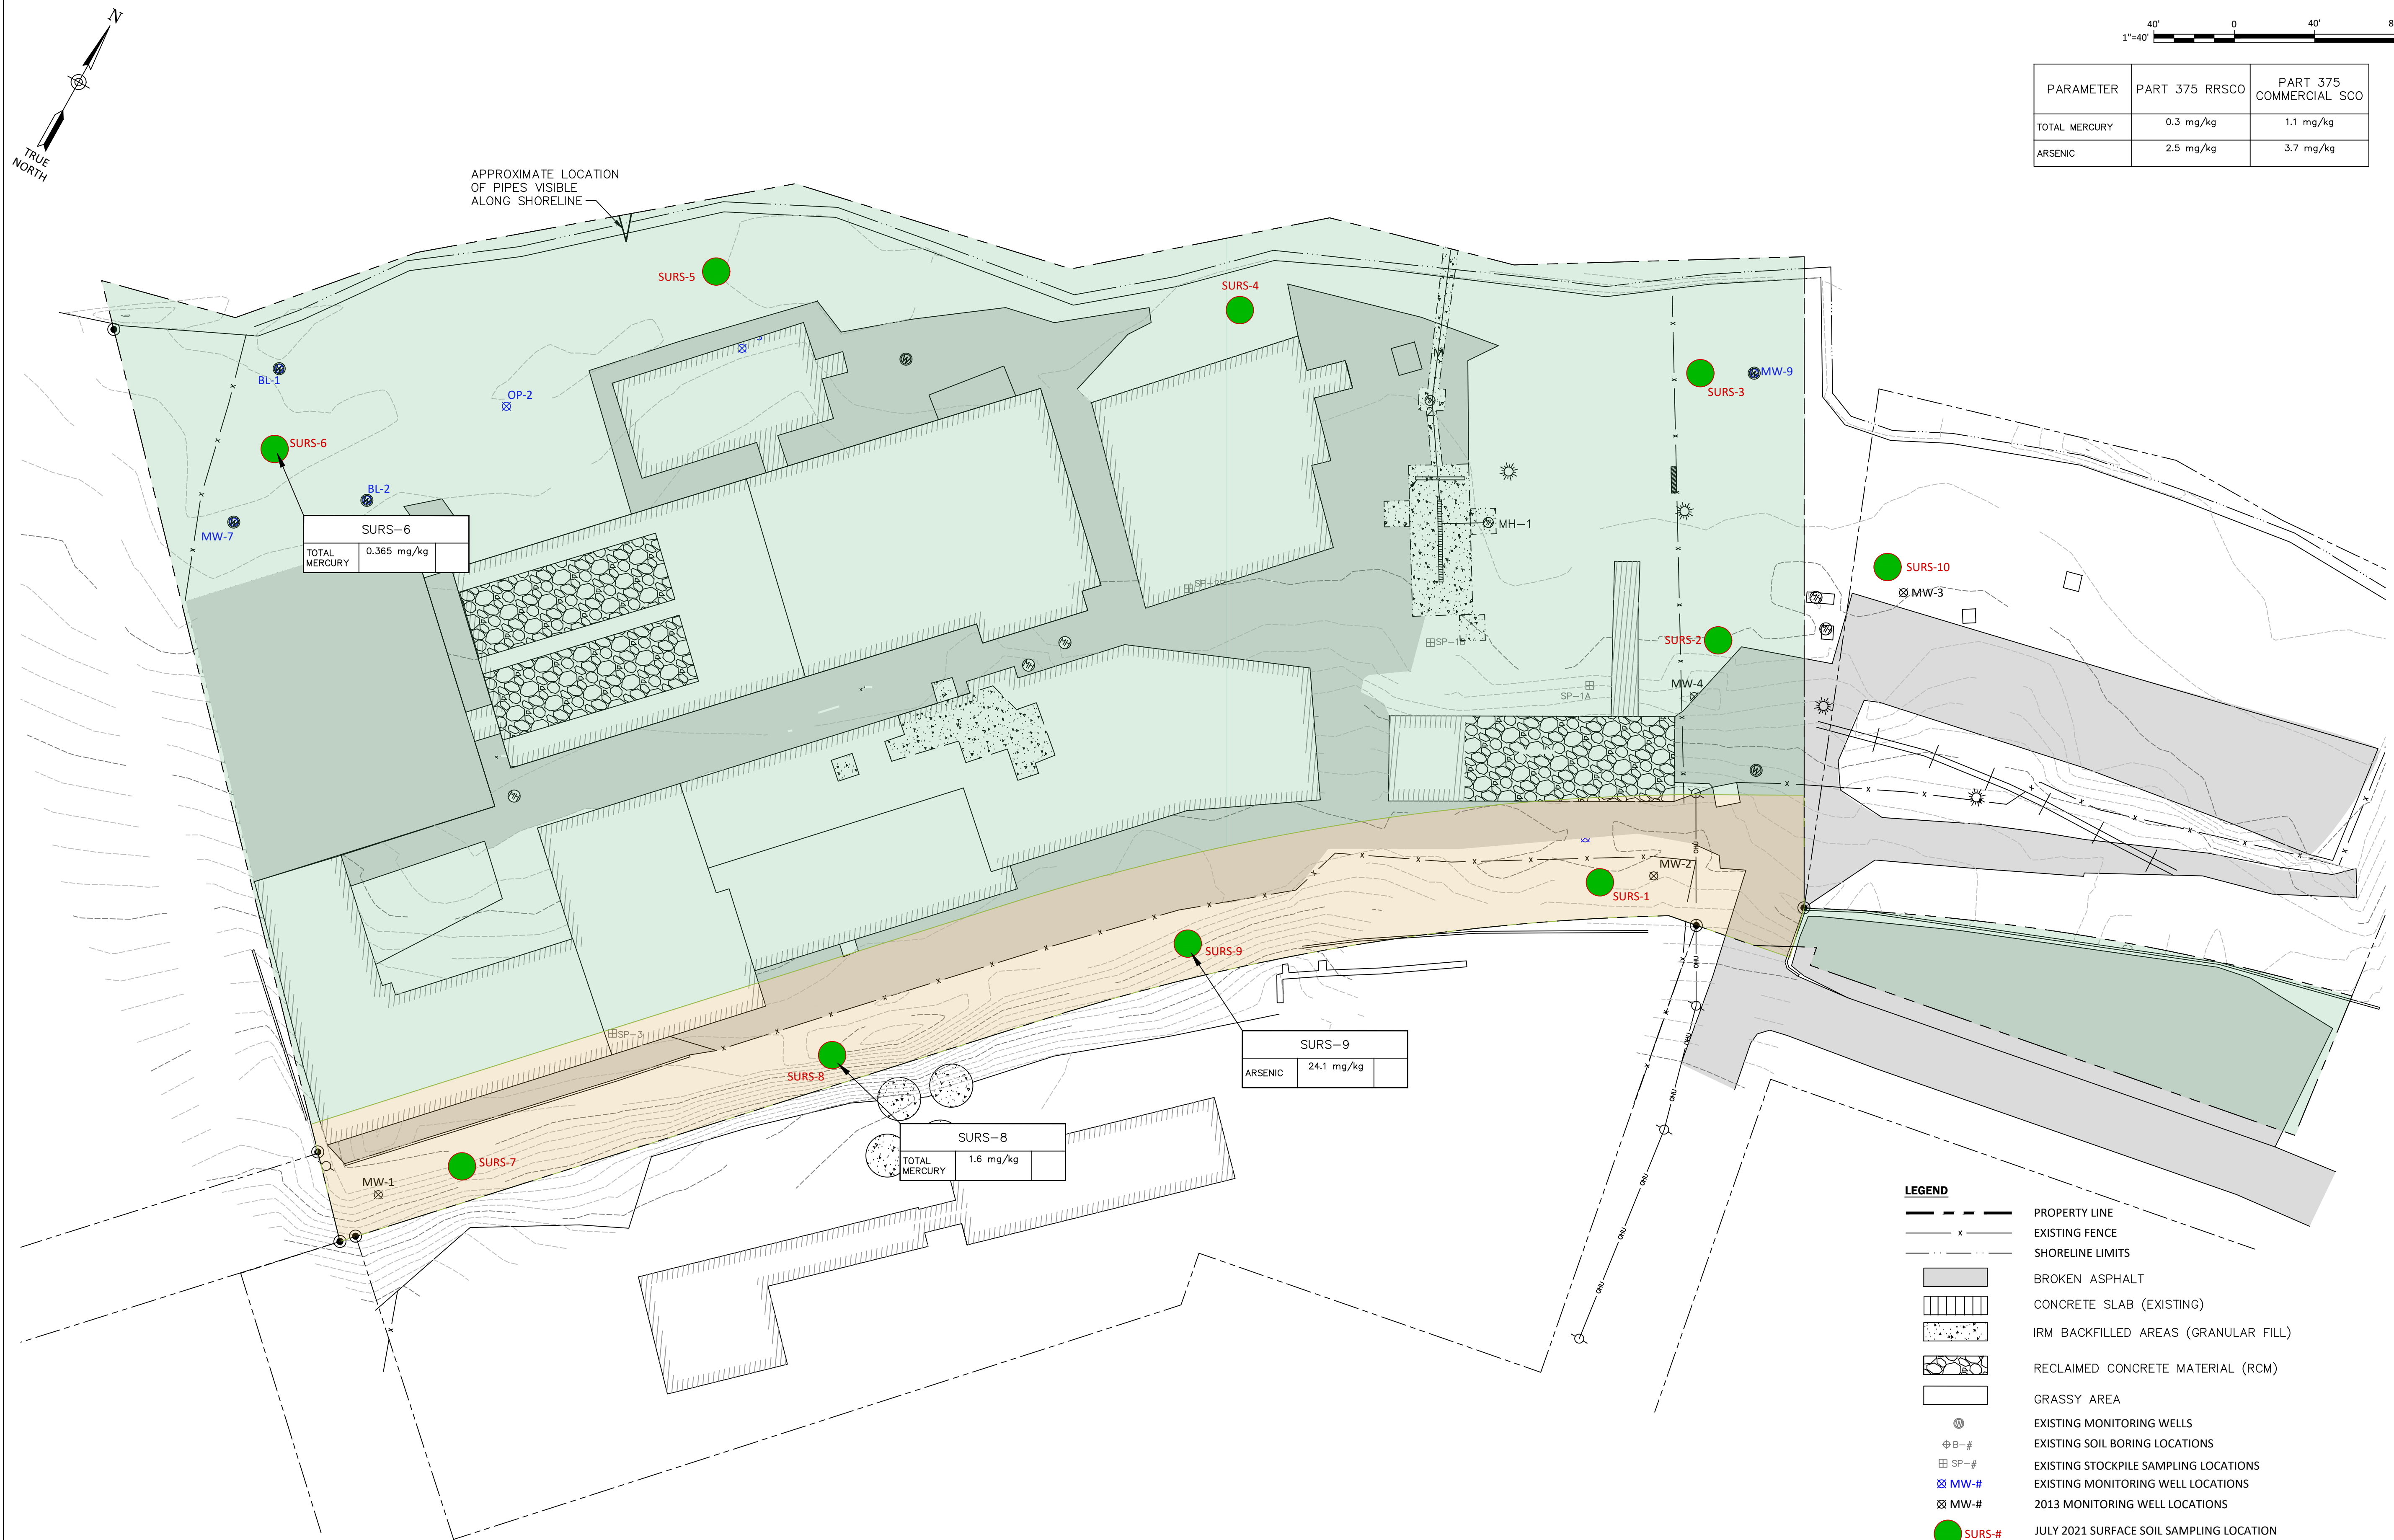 N
TRUE
NORTH
40'
0
40'
8
1"=40'
PARAMETER
PART 375 RRSCO
PART 375
COMMERCIAL SCO
TOTAL MERCURY
0.3 mg/kg
1.1 mg/kg
ARSENIC
2.5 mg/kg
3.7 mg/kg
APPROXIMATE LOCATION
OF PIPES VISIBLE
ALONG SHORELINE
SURS-5
SURS-4
BL-1
OP-2
MW-9
SURS-3
SURS-6
BL-2
MW-7
SURS-6
TOTAL
MERCURY
0.365 mg/kg
MH-1
SURS-10
MW-3
SURS-2
MW-4
SP-1A
MW-2
SURS-1
SURS-9
SP-3
SURS-8
SURS-9
ARSENIC
24.1 mg/kg
SURS-8
TOTAL
MERCURY
1.6 mg/kg
SURS-7
MW-1
OHU
OHU
OHU
OHU
OHU
OHU
LEGEND
PROPERTY LINE
x EXISTING FENCE
SHORELINE LIMITS
BROKEN ASPHALT
CONCRETE SLAB (EXISTING)
IRM BACKFILLED AREAS (GRANULAR FILL)
RECLAIMED CONCRETE MATERIAL (RCM)
GRASSY AREA
W EXISTING MONITORING WELLS
B-# EXISTING SOIL BORING LOCATIONS
SP-# EXISTING STOCKPILE SAMPLING LOCATIONS
MW-# EXISTING MONITORING WELL LOCATIONS
MW-# 2013 MONITORING WELL LOCATIONS
SURS-# JULY 2021 SURFACE SOIL SAMPLING LOCATION